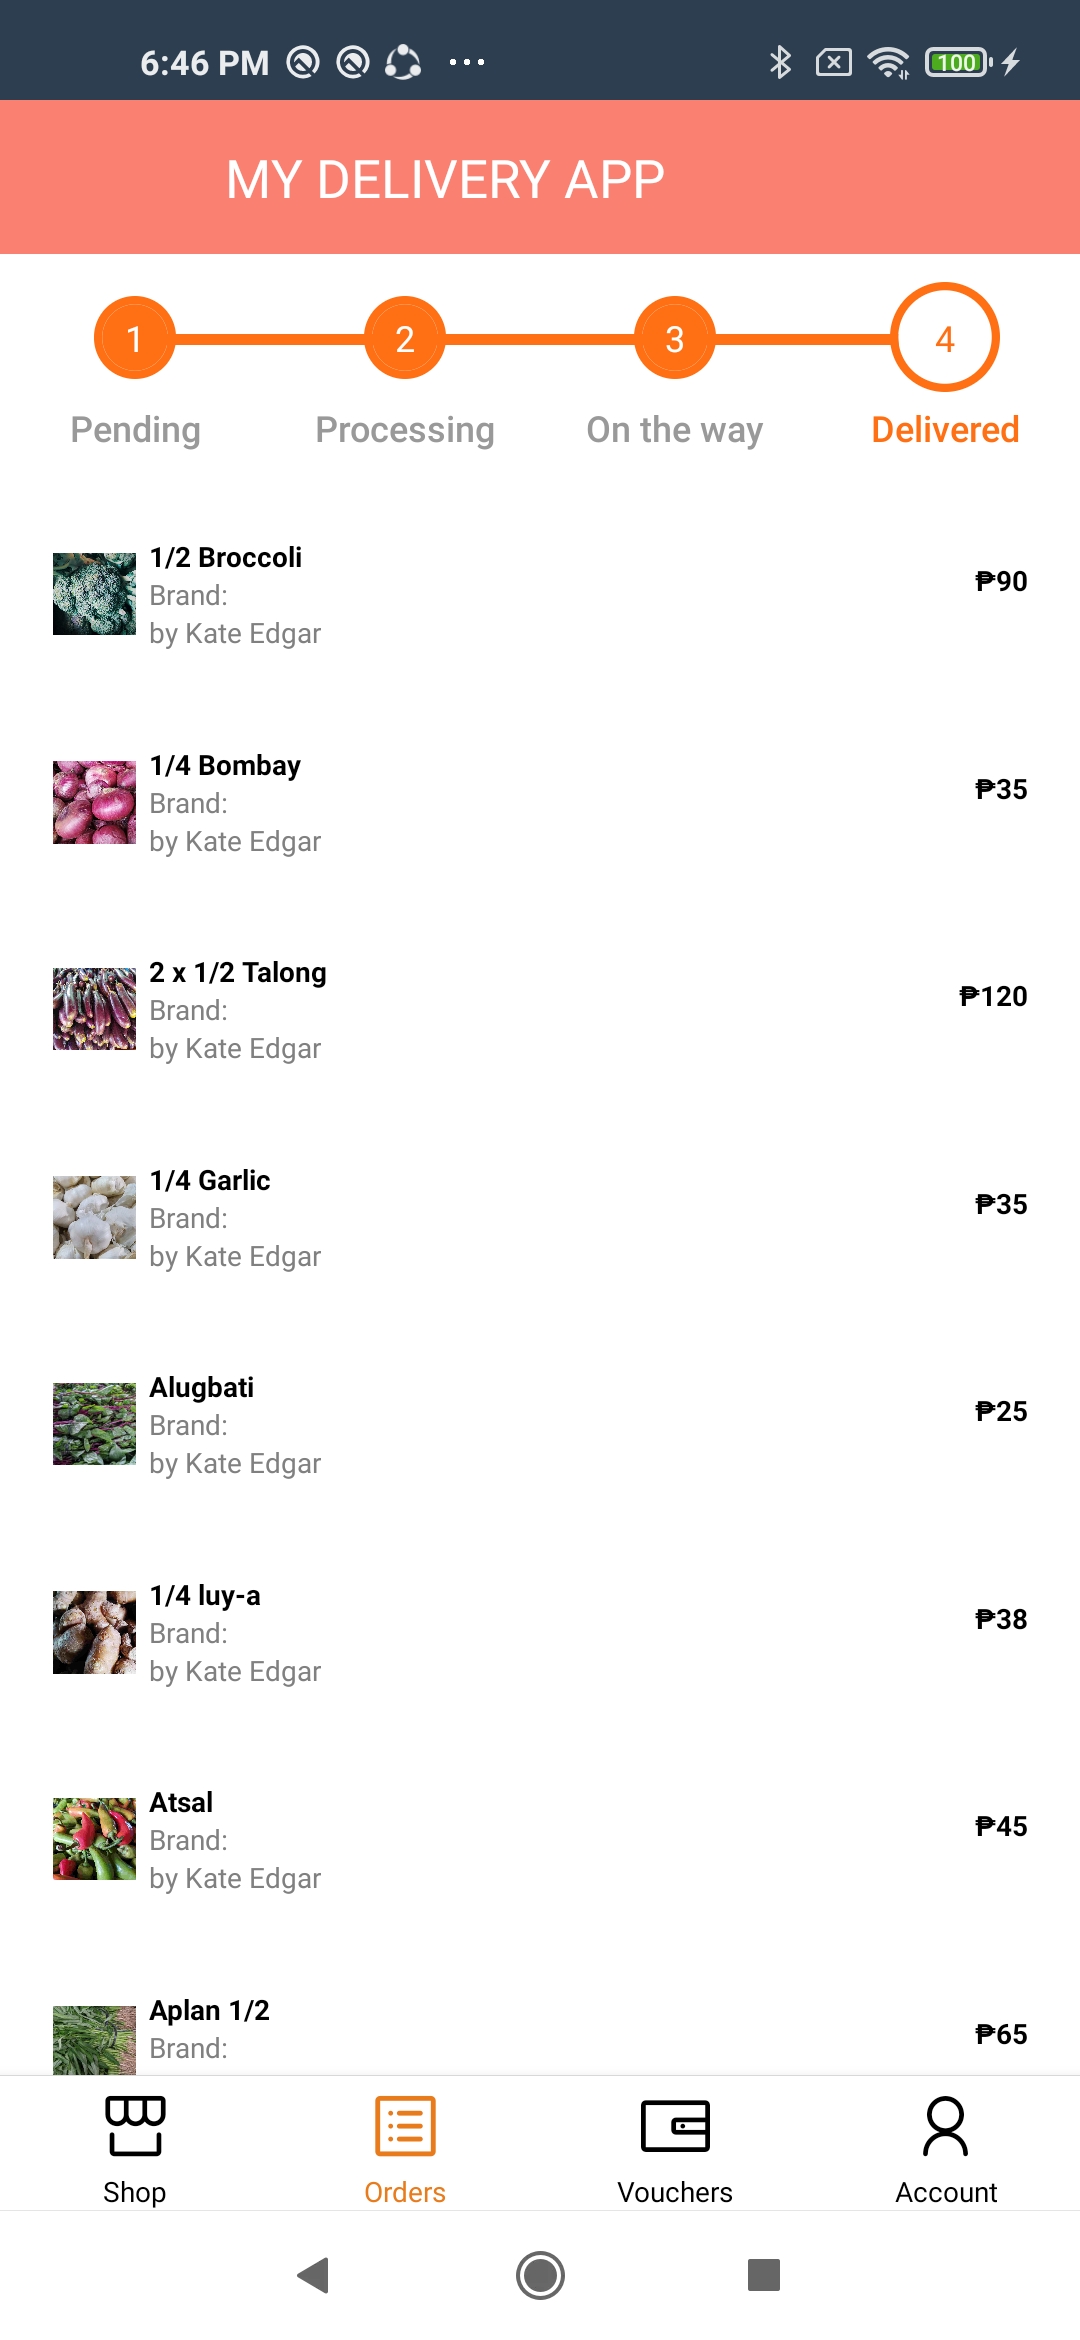 6:46 PM 100
MY DELIVERY APP
1 2 3 4
Pending Processing On the way Delivered
1/2 Broccoli
Brand:
by Kate Edgar
₱90
1/4 Bombay
Brand:
by Kate Edgar
₱35
2 x 1/2 Talong
Brand:
by Kate Edgar
₱120
1/4 Garlic
Brand:
by Kate Edgar
₱35
Alugbati
Brand:
by Kate Edgar
₱25
1/4 luy-a
Brand:
by Kate Edgar
₱38
Atsal
Brand:
by Kate Edgar
₱45
Aplan 1/2
Brand:
₱65
Shop Orders Vouchers Account